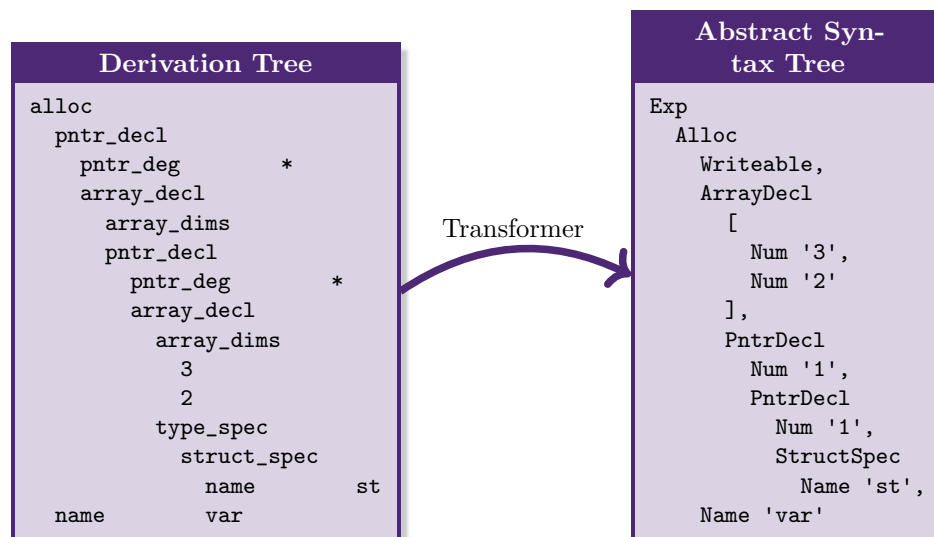 Derivation Tree
alloc
  pntr_decl
    pntr_deg        *
    array_decl
      array_dims
      pntr_decl
        pntr_deg        *
        array_decl
          array_dims
            3
            2
          type_spec
            struct_spec
              name        st
  name        var
Transformer
Abstract Syn-
tax Tree
Exp
  Alloc
    Writeable,
    ArrayDecl
      [
        Num '3',
        Num '2'
      ],
      PntrDecl
        Num '1',
        PntrDecl
          Num '1',
          StructSpec
            Name 'st',
    Name 'var'